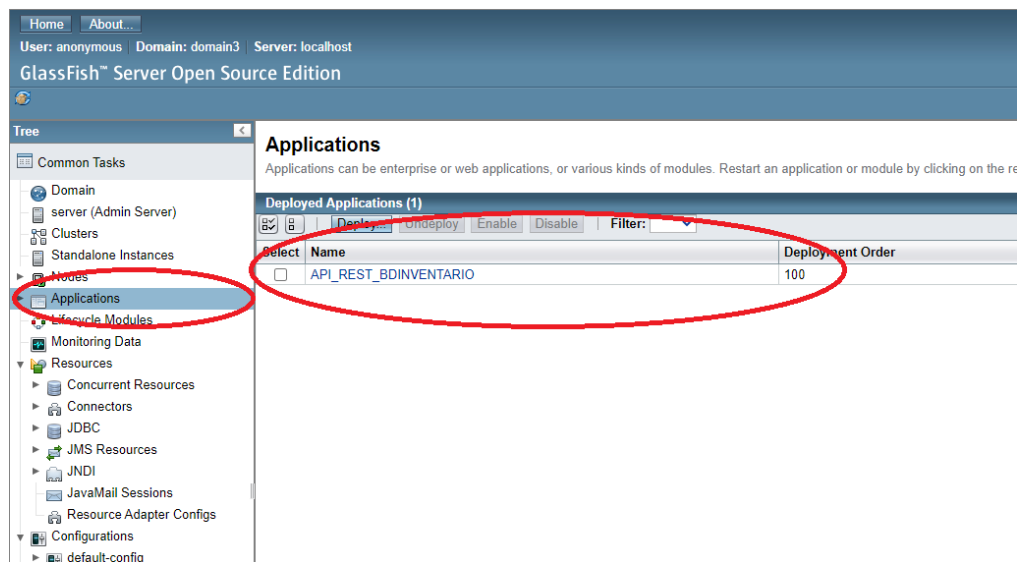 Home About...
User: anonymous Domain: domain3 Server: localhost
GlassFish™ Server Open Source Edition
Tree
Common Tasks
Domain
server (Admin Server)
Clusters
Standalone Instances
Nodes
Applications
Lifecycle Modules
Monitoring Data
Resources
Concurrent Resources
Connectors
JDBC
JMS Resources
JNDI
JavaMail Sessions
Resource Adapter Configs
Configurations
default-config
Applications
Applications can be enterprise or web applications, or various kinds of modules. Restart an application or module by clicking on the re
Deployed Applications (1)
Deploy... Undeploy Enable Disable Filter:
Select Name Deployment Order
API_REST_BDINVENTARIO 100